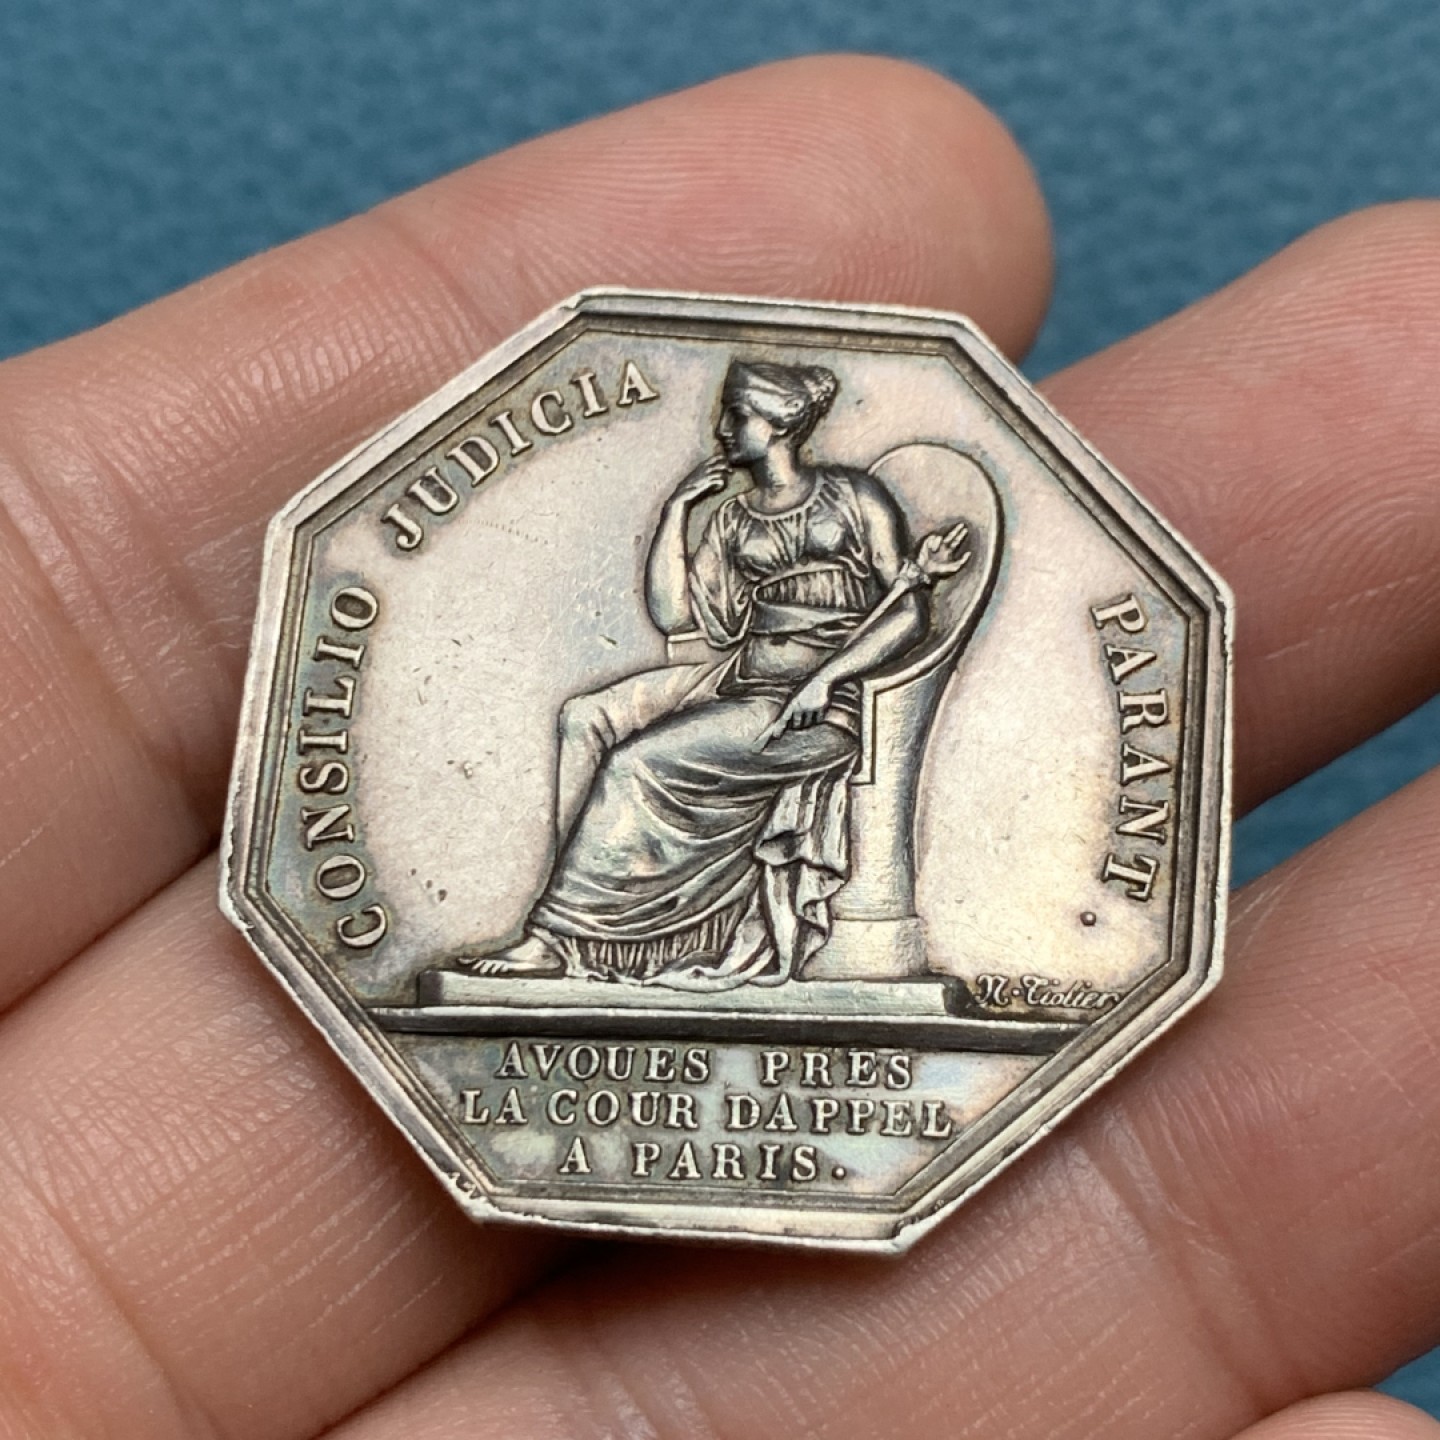 CONSILIO JUDICIA PARANT.
N. Tiolier
AVOUES PRES
LA COUR DAPPEL
A PARIS.